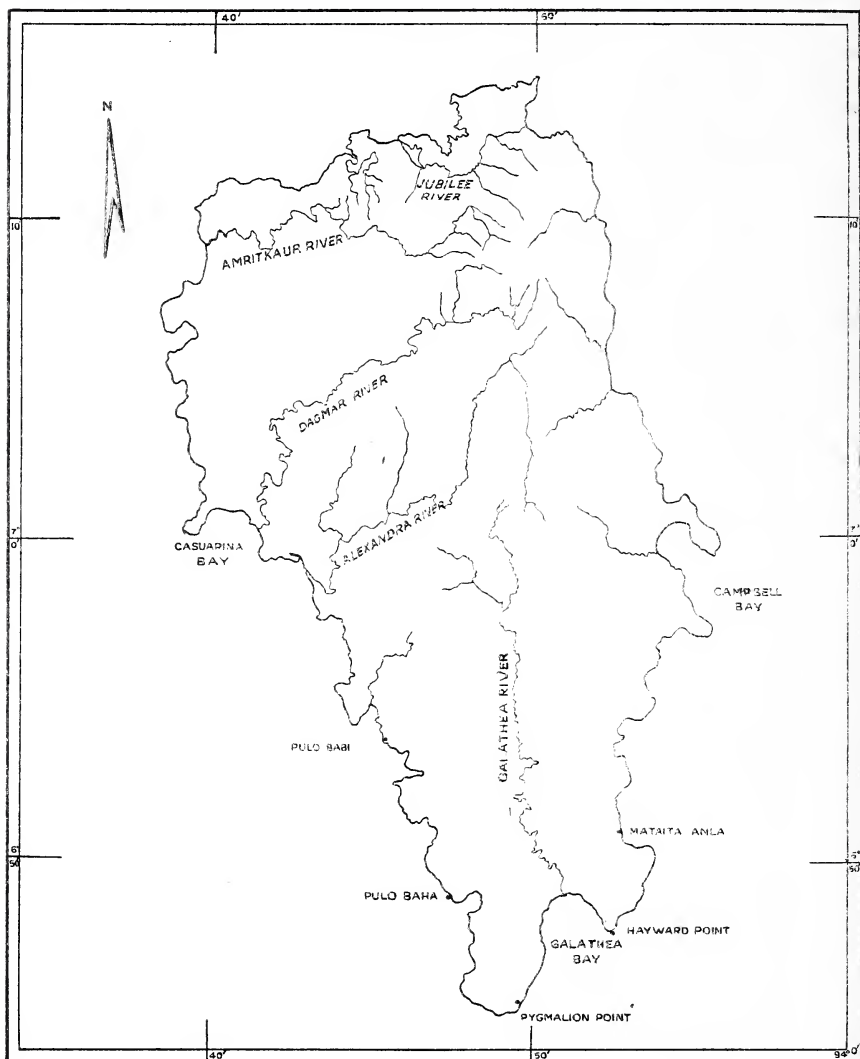 40'
50'
N
JUBILEE
RIVER
10'
10'
AMRITKAUR RIVER
DAGMAR RIVER
ALEXANDRA RIVER
7°
0'
7°
0'
CASUARINA
BAY
CAMPBELL
BAY
GALATHEA RIVER
PULO BABI
MATAITA ANLA
6°
50'
6°
50'
PULO BAHA
HAYWARD POINT
GALATHEA
BAY
PYGMALION POINT
40'
50'
94°0'